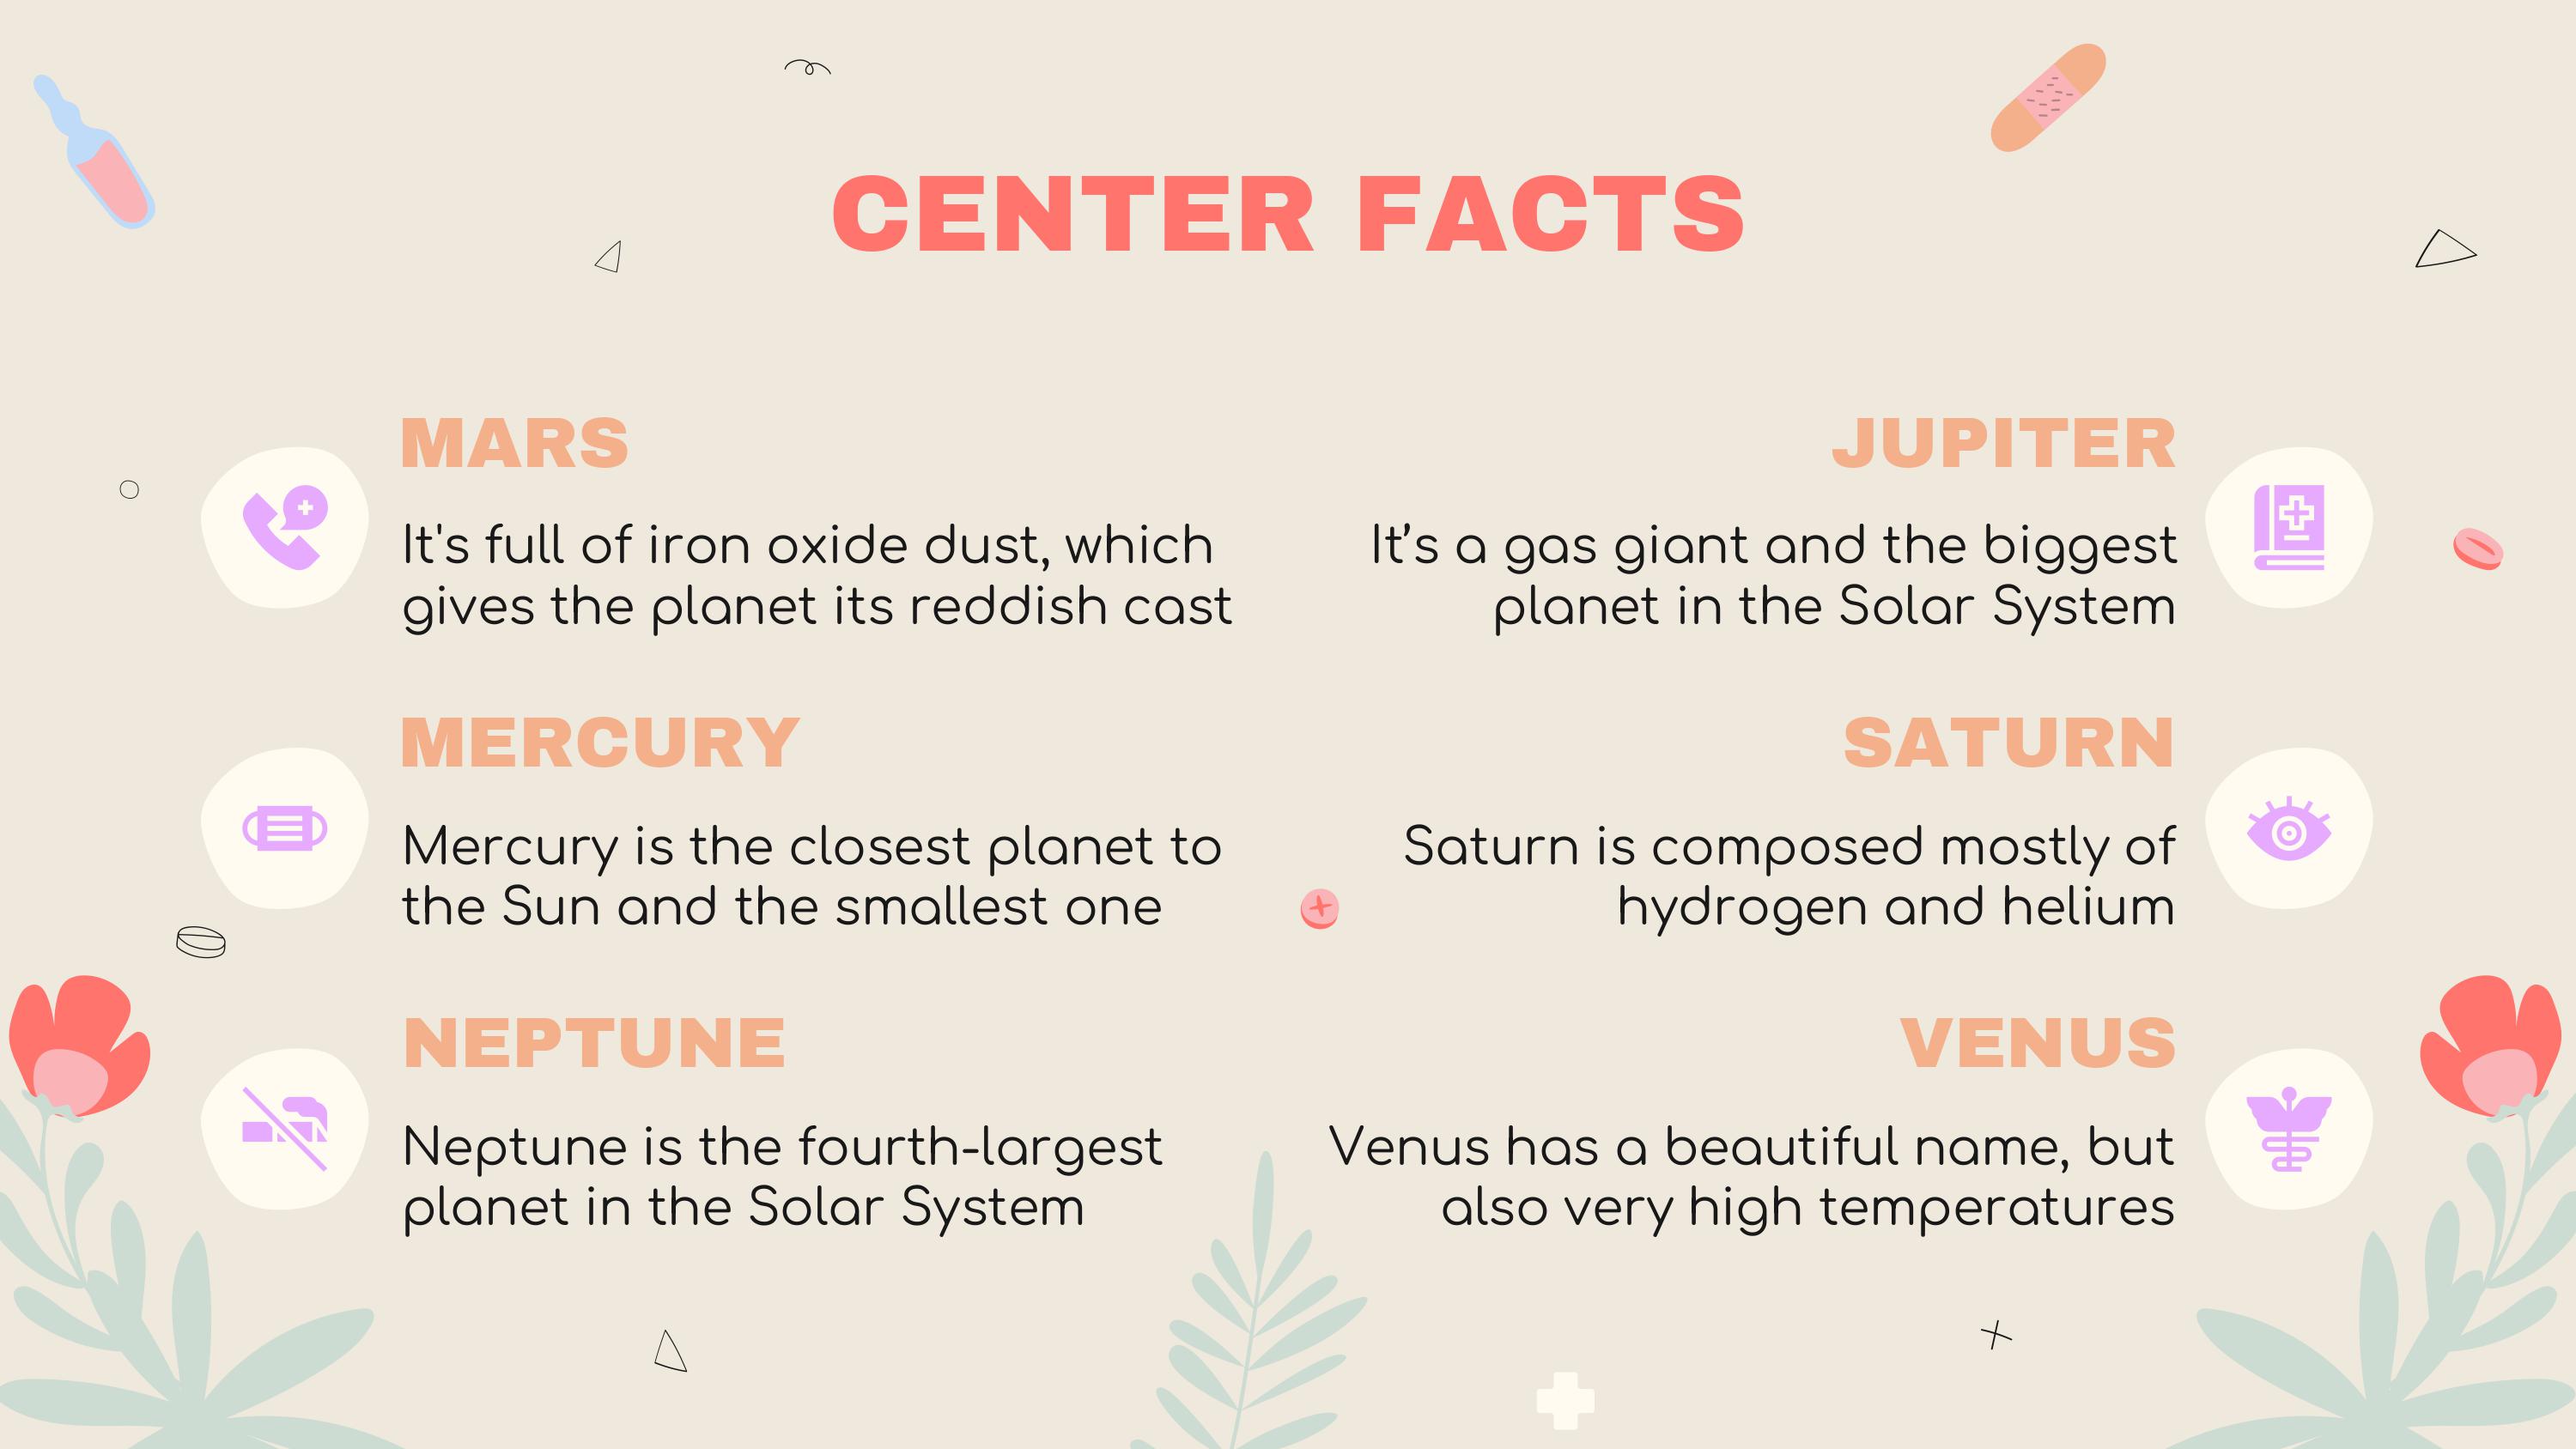 CENTER FACTS
MARS
It's full of iron oxide dust, which
gives the planet its reddish cast
JUPITER
It’s a gas giant and the biggest
planet in the Solar System
MERCURY
Mercury is the closest planet to
the Sun and the smallest one
SATURN
Saturn is composed mostly of
hydrogen and helium
NEPTUNE
Neptune is the fourth-largest
planet in the Solar System
VENUS
Venus has a beautiful name, but
also very high temperatures